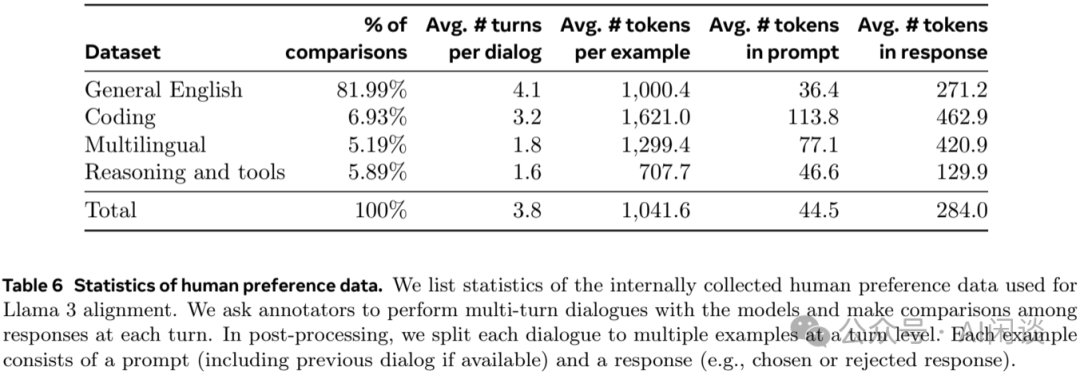 % of Avg. # turns Avg. # tokens Avg. # tokens Avg. # tokens
Dataset comparisons per dialog per example in prompt in response
General English 81.99% 4.1 1,000.4 36.4 271.2
Coding 6.93% 3.2 1,621.0 113.8 462.9
Multilingual 5.19% 1.8 1,299.4 77.1 420.9
Reasoning and tools 5.89% 1.6 707.7 46.6 129.9
Total 100% 3.8 1,041.6 44.5 284.0
Table 6 Statistics of human preference data. We list statistics of the internally collected human preference data used for
Llama 3 alignment. We ask annotators to perform multi-turn dialogues with the models and make comparisons among
responses at each turn. In post-processing, we split each dialogue to multiple examples at a turn level. Each example
consists of a prompt (including previous dialog if available) and a response (e.g., chosen or rejected response).
公众号 · AI闲谈